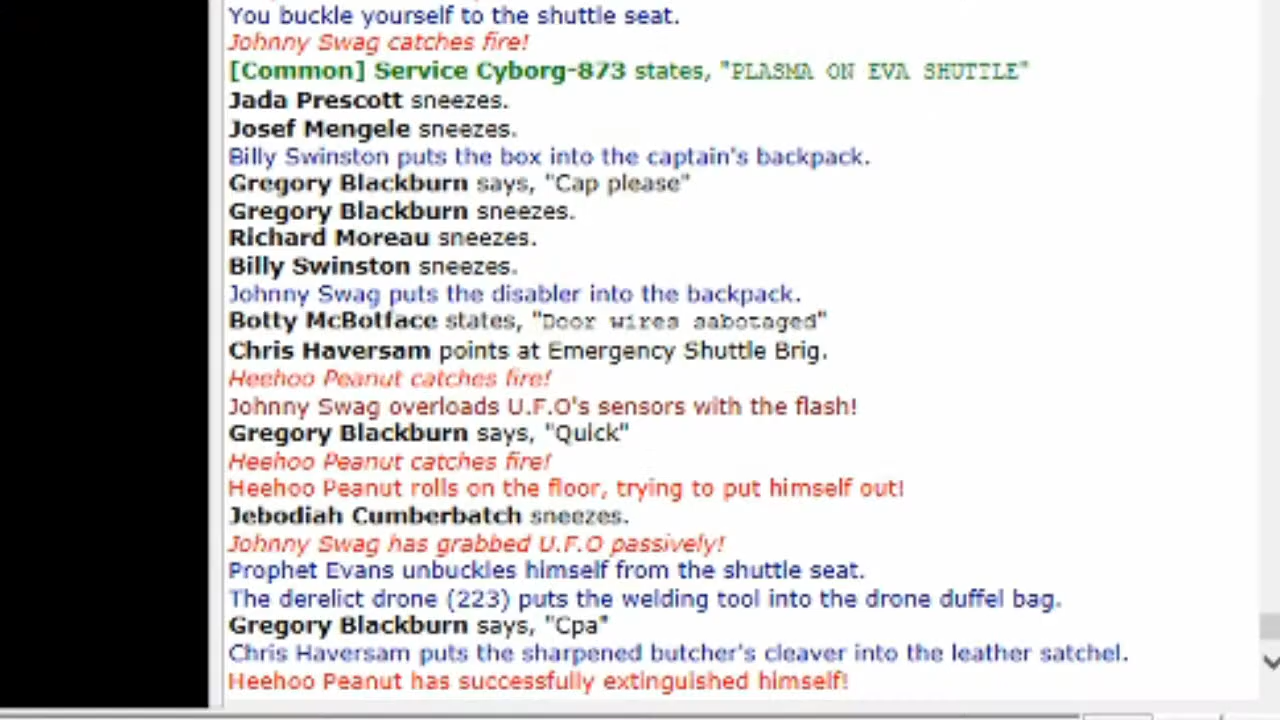 You buckle yourself to the shuttle seat.
Johnny Swag catches fire!
[Common] Service Cyborg-873 states, "PLASMA ON EVA SHUTTLE"
Jada Prescott sneezes.
Josef Mengele sneezes.
Billy Swinston puts the box into the captain's backpack.
Gregory Blackburn says, "Cap please"
Gregory Blackburn sneezes.
Richard Moreau sneezes.
Billy Swinston sneezes.
Johnny Swag puts the disabler into the backpack.
Botty McBotface states, "Door wires sabotaged"
Chris Haversam points at Emergency Shuttle Brig.
Heehoo Peanut catches fire!
Johnny Swag overloads U.F.O's sensors with the flash!
Gregory Blackburn says, "Quick"
Heehoo Peanut catches fire!
Heehoo Peanut rolls on the floor, trying to put himself out!
Jebodiah Cumberbatch sneezes.
Johnny Swag has grabbed U.F.O passively!
Prophet Evans unbuckles himself from the shuttle seat.
The derelict drone (223) puts the welding tool into the drone duffel bag.
Gregory Blackburn says, "Cpa"
Chris Haversam puts the sharpened butcher's cleaver into the leather satchel.
Heehoo Peanut has successfully extinguished himself!